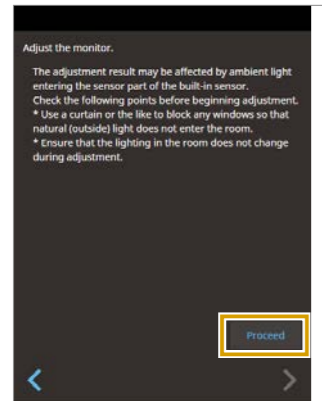 Adjust the monitor.
The adjustment result may be affected by ambient light
entering the sensor part of the built-in sensor.
Check the following points before beginning adjustment.
* Use a curtain or the like to block any windows so that
natural (outside) light does not enter the room.
* Ensure that the lighting in the room does not change
during adjustment.
Proceed